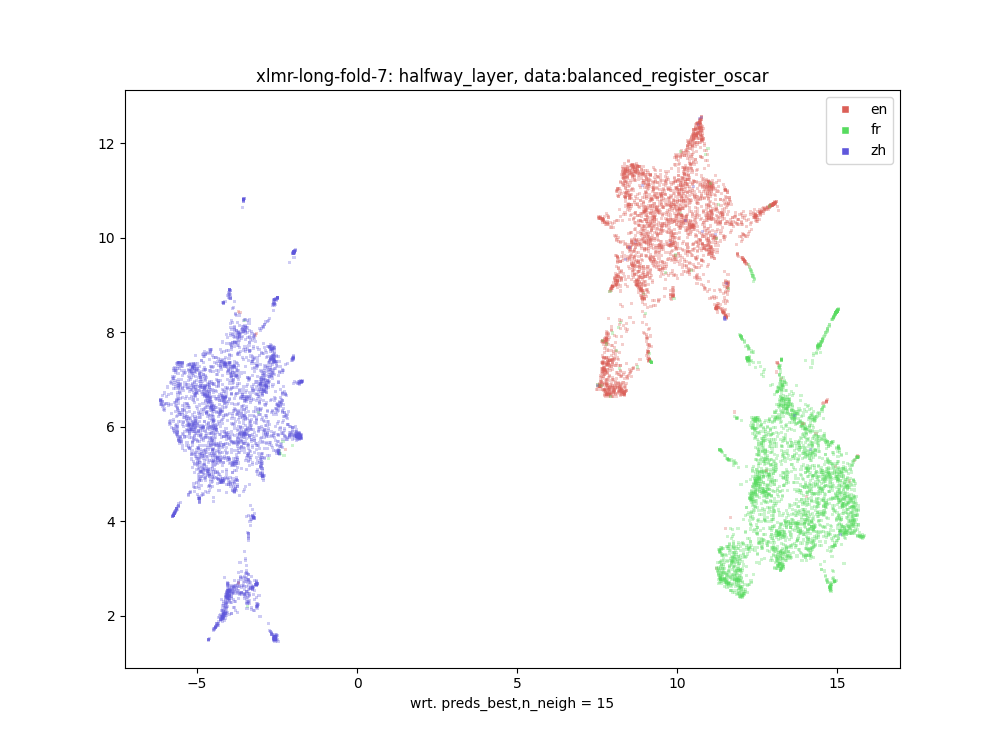 xlmr-long-fold-7: halfway_layer, data:balanced_register_oscar
en
fr
zh
12
10
8
6
4
2
−5
0
5
10
15
wrt. preds_best,n_neigh = 15